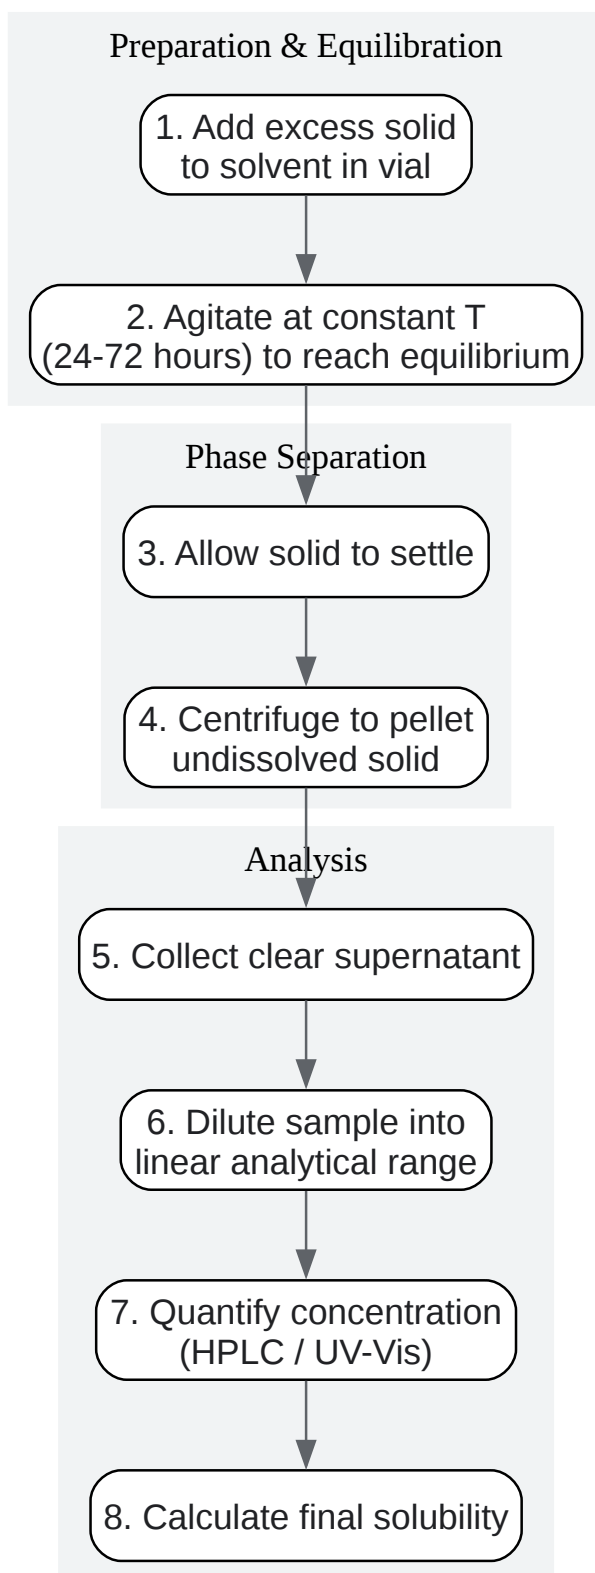 Preparation & Equilibration
1. Add excess solid
to solvent in vial
2. Agitate at constant T
(24-72 hours) to reach equilibrium
Phase Separation
3. Allow solid to settle
4. Centrifuge to pellet
undissolved solid
Analysis
5. Collect clear supernatant
6. Dilute sample into
linear analytical range
7. Quantify concentration
(HPLC / UV-Vis)
8. Calculate final solubility